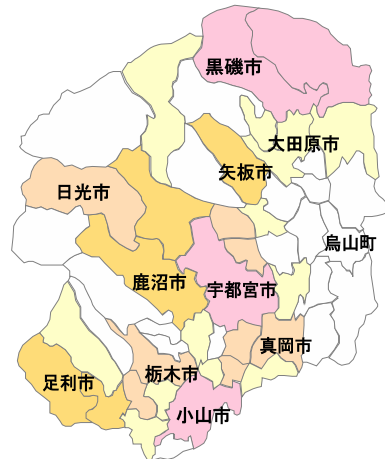 黒磯市
大田原市
矢板市
日光市
烏山町
鹿沼市
宇都宮市
真岡市
栃木市
足利市
小山市